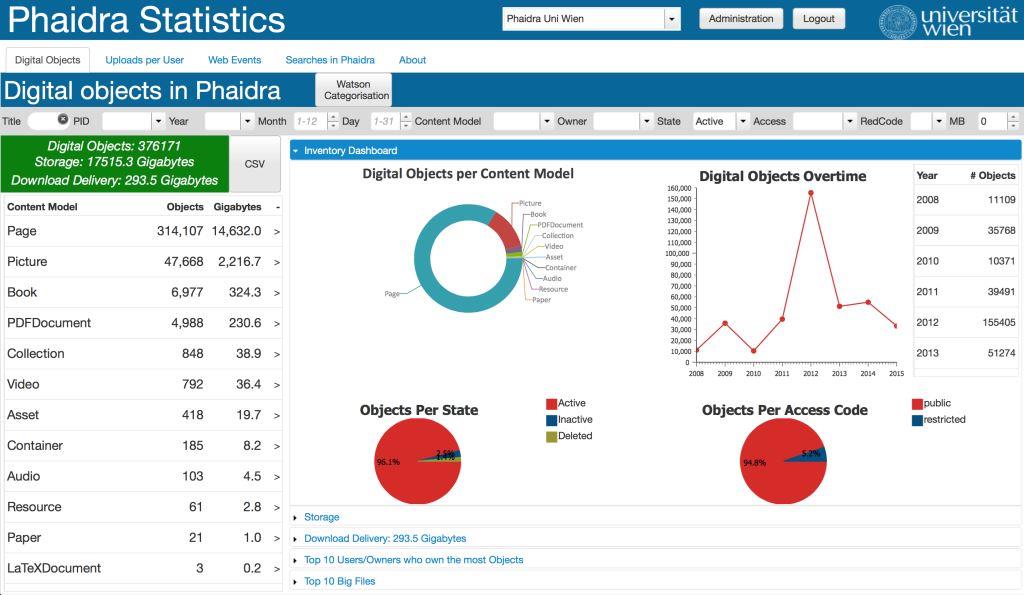 Phaidra Statistics
Phaidra Uni Wien
Administration
Logout
universität
wien
Digital Objects
Uploads per User
Web Events
Searches in Phaidra
About
Digital objects in Phaidra
Watson
Categorisation
Title PID Year Month 1-12 Day 1-31 Content Model Owner State Active Access RedCode MB 0
Digital Objects: 376171
Storage: 17515.3 Gigabytes
Download Delivery: 293.5 Gigabytes
CSV
Content Model Objects Gigabytes -
Page 314,107 14,632.0 >
Picture 47,668 2,216.7 >
Book 6,977 324.3 >
PDFDocument 4,988 230.6 >
Collection 848 38.9 >
Video 792 36.4 >
Asset 418 19.7 >
Container 185 8.2 >
Audio 103 4.5 >
Resource 61 2.8 >
Paper 21 1.0 >
LaTeXDocument 3 0.2 >
Inventory Dashboard
Digital Objects per Content Model
Picture
Book
PDFDocument
Collection
Video
Asset
Container
Audio
Resource
Paper
Page
Digital Objects Overtime
160,000
150,000
140,000
130,000
120,000
110,000
100,000
90,000
80,000
70,000
60,000
50,000
40,000
30,000
20,000
10,000
0
2008 2009 2010 2011 2012 2013 2014 2015
Year # Objects
2008 11109
2009 35768
2010 10371
2011 39491
2012 155405
2013 51274
Objects Per State
Active
Inactive
Deleted
96.1%
Objects Per Access Code
public
restricted
94.8%
5.2%
Storage
Download Delivery: 293.5 Gigabytes
Top 10 Users/Owners who own the most Objects
Top 10 Big Files